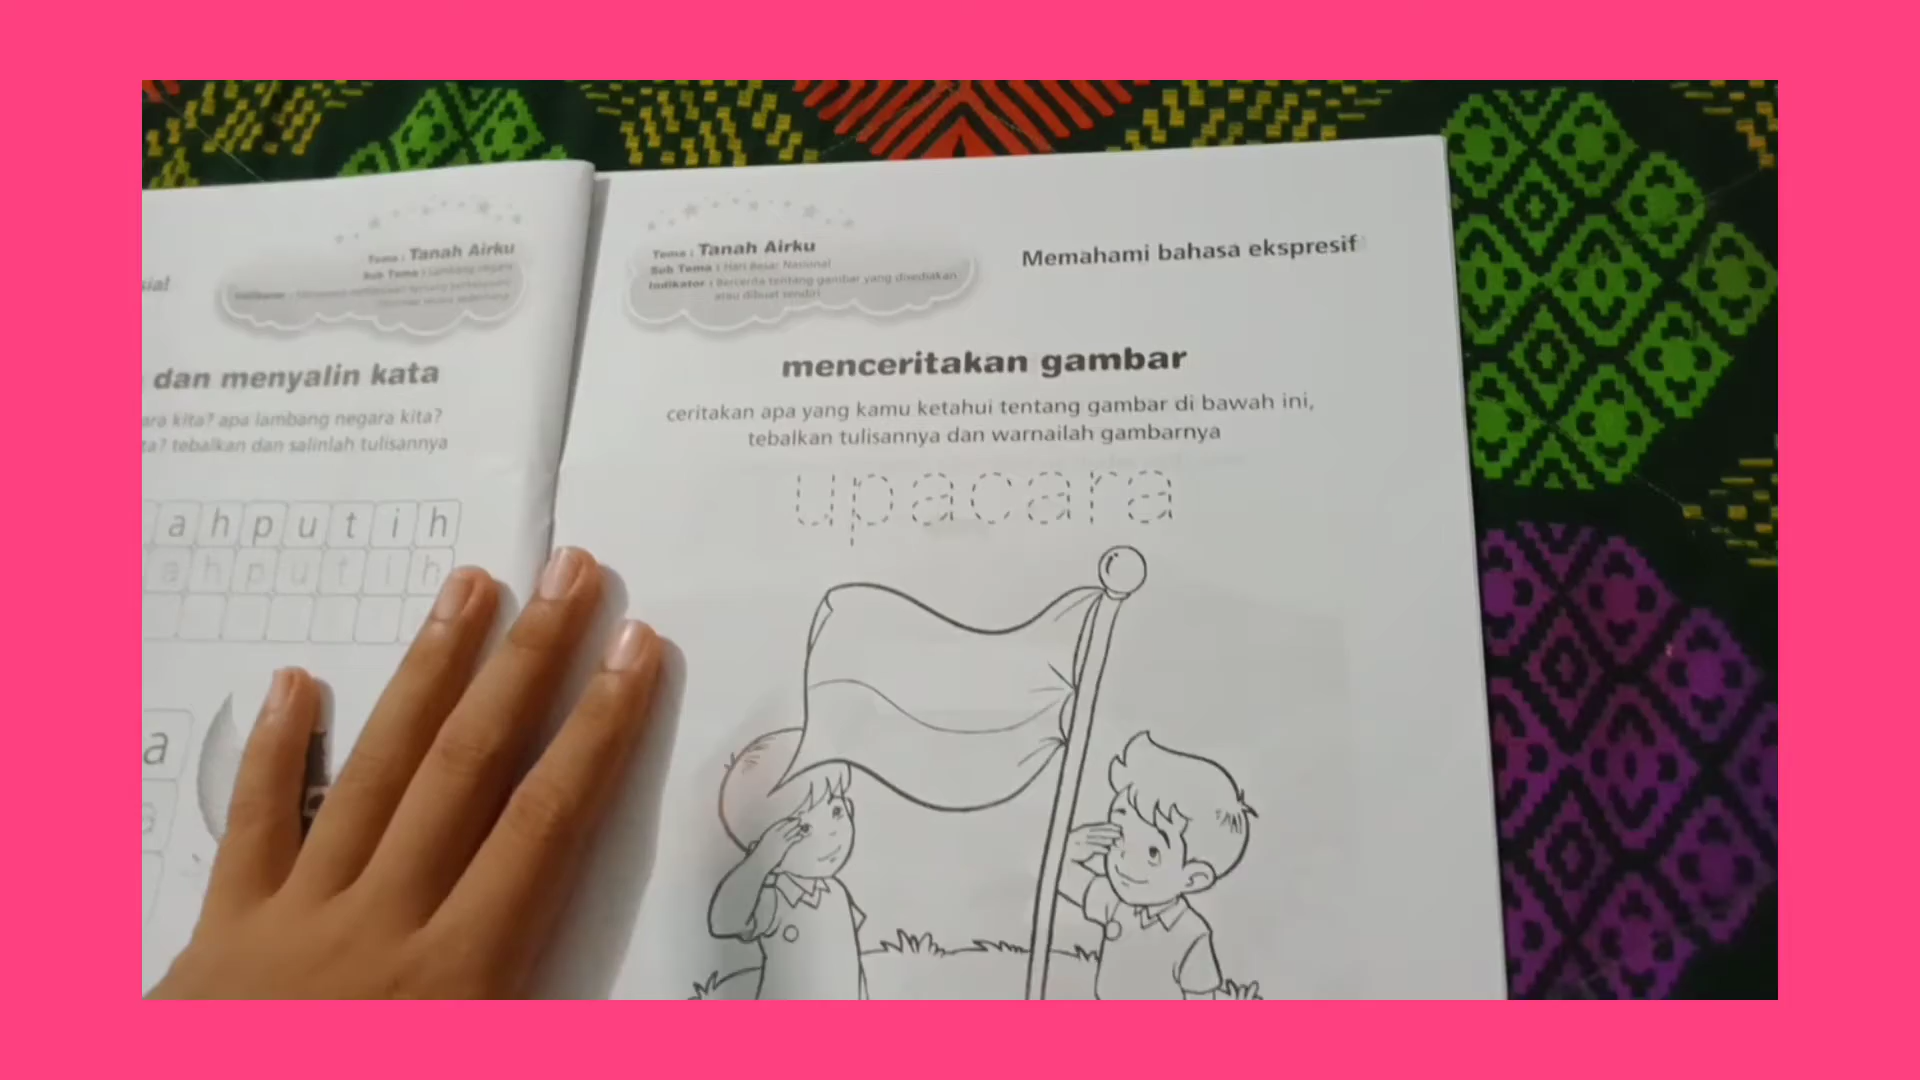 sial
Tema : Tanah Airku
Sub Tema : Lambang negara
dan menyalin kata
ara kita? apa lambang negara kita?
ta? tebalkan dan salinlah tulisannya
a h p u t i h
a h p u t i h
a
a
Tema : Tanah Airku
Sub Tema : Hari Besar Nasional
Indikator : Bercerita tentang gambar yang disediakan
atau dibuat sendiri
Memahami bahasa ekspresif
menceritakan gambar
ceritakan apa yang kamu ketahui tentang gambar di bawah ini,
tebalkan tulisannya dan warnailah gambarnya
upacara